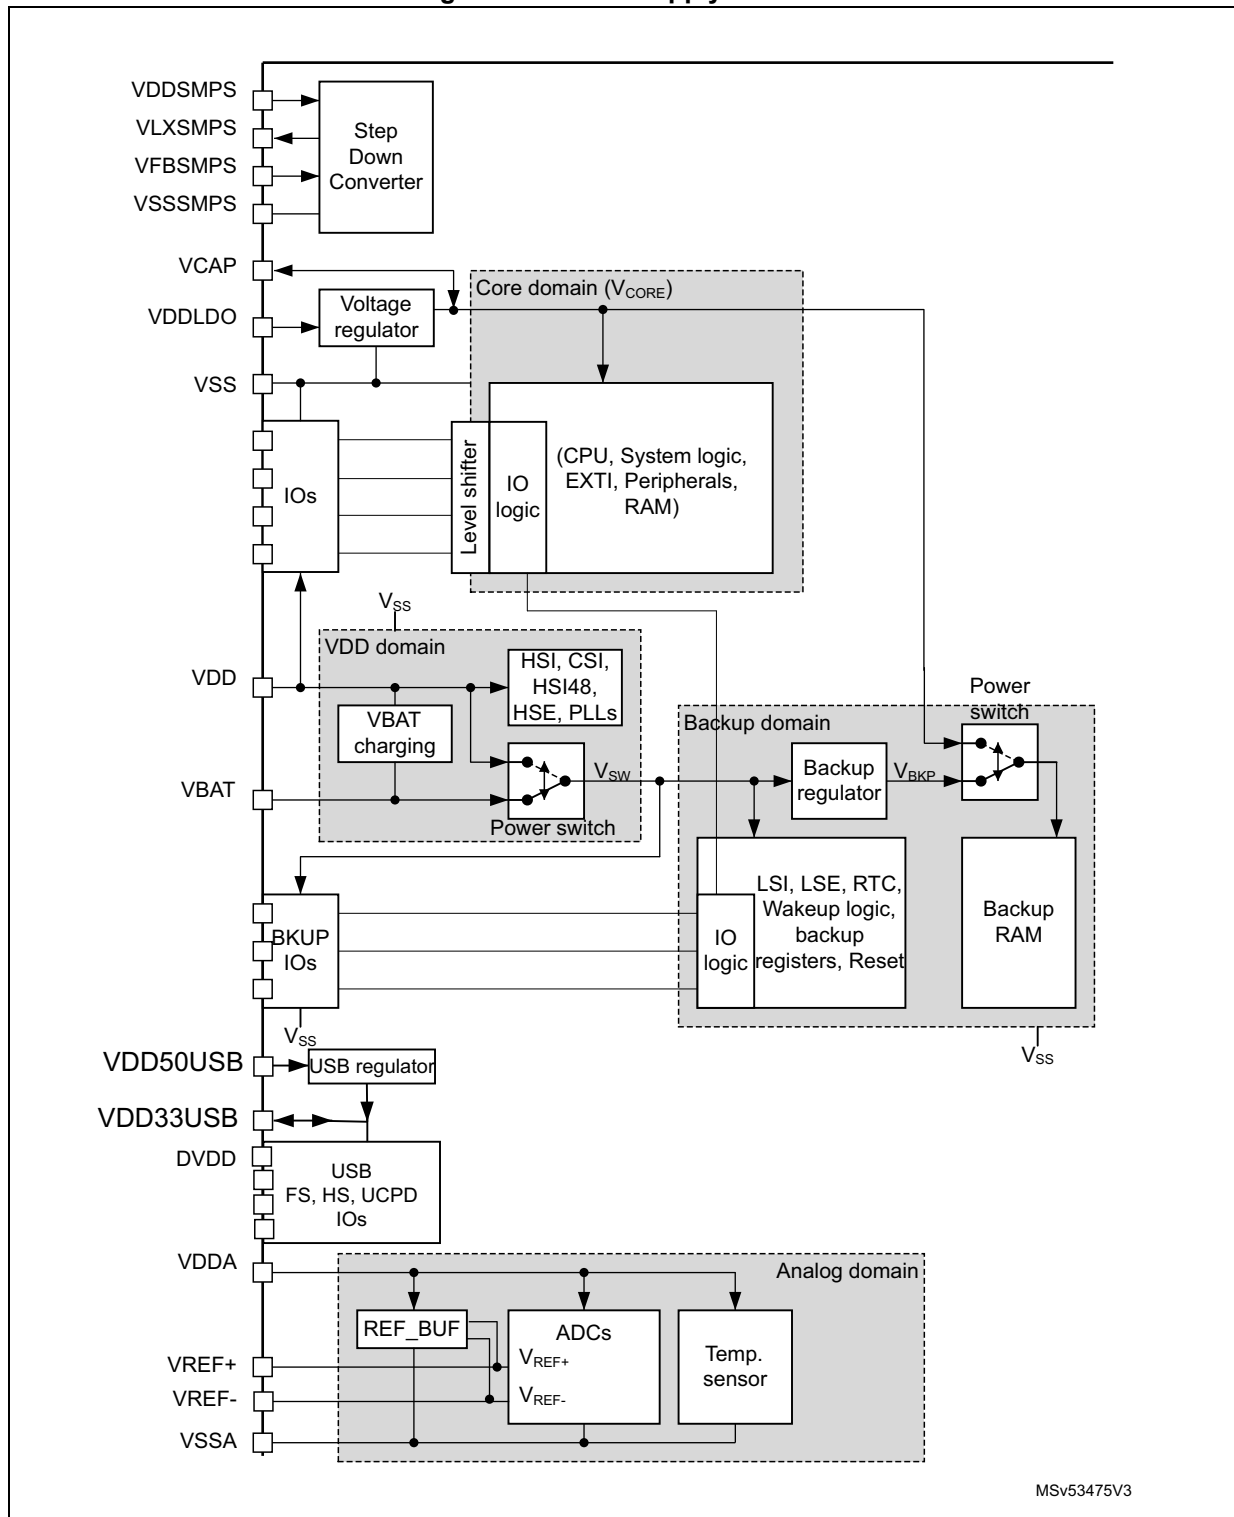 VDDSMPS
VLXSMPS
VFBSMPS
VSSSMPS
Step
Down
Converter
VCAP
VDDLDO
VSS
Voltage
regulator
Core domain (VCORE)
IOs
Level shifter
IO
logic
(CPU, System logic,
EXTI, Peripherals,
RAM)
VSS
VDD domain
VDD
HSI, CSI,
HSI48,
HSE, PLLs
VBAT
charging
VBAT
VSW
Power switch
Backup domain
Power
switch
Backup
regulator
VBKP
LSI, LSE, RTC,
Wakeup logic,
backup
registers, Reset
IO
logic
Backup
RAM
BKUP
IOs
VSS
VSS
VDD50USB
USB regulator
VDD33USB
DVDD
USB
FS, HS, UCPD
IOs
VDDA
Analog domain
REF_BUF
ADCs
VREF+
VREF-
Temp.
sensor
VREF+
VREF-
VSSA
MSv53475V3